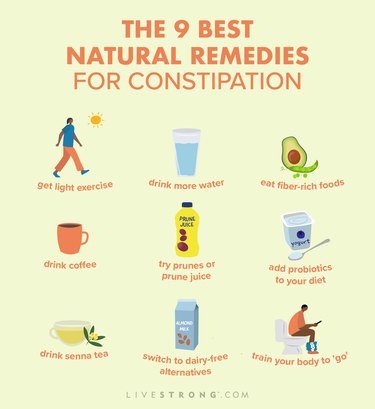 THE 9 BEST
NATURAL REMEDIES
FOR CONSTIPATION
get light exercise
drink more water
eat fiber-rich foods
drink coffee
PRUNE
JUICE
try prunes or
prune juice
yogurt
add probiotics
to your diet
drink senna tea
ALMOND
MILK
switch to dairy-free
alternatives
train your body to 'go'
LIVESTRONG.COM